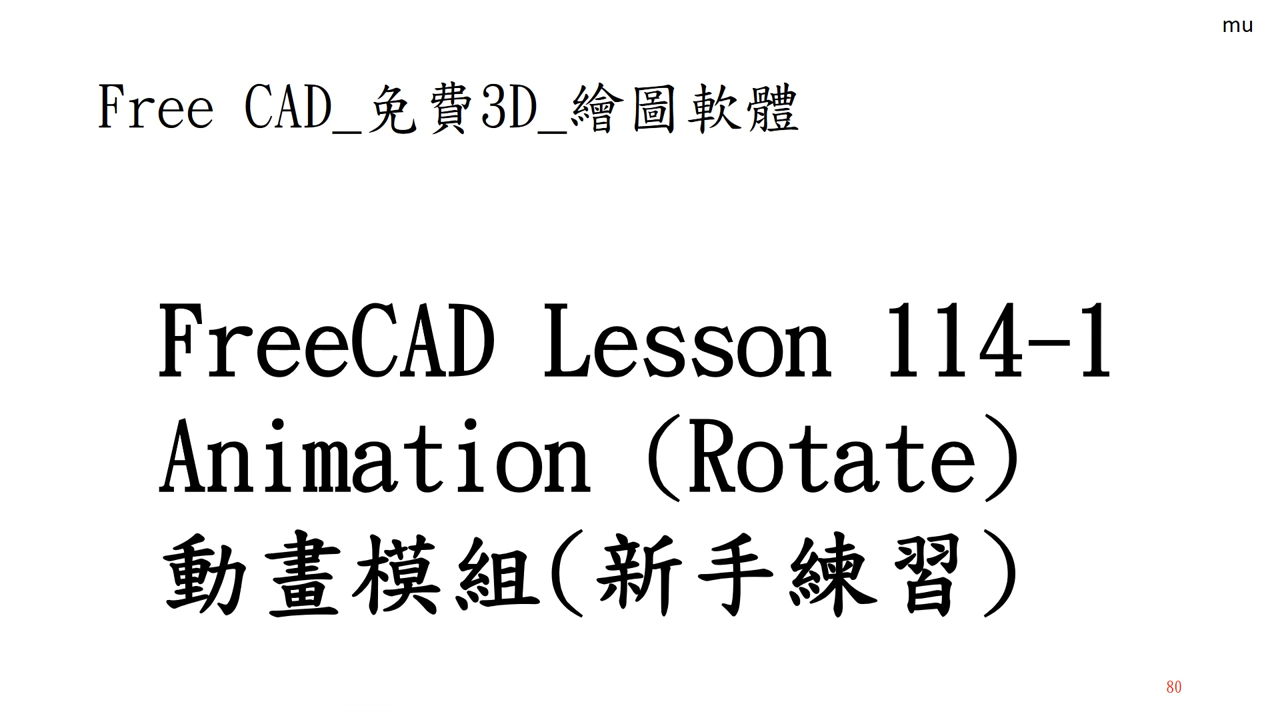 mu
Free CAD_免費3D_繪圖軟體
FreeCAD Lesson 114-1
Animation (Rotate)
動畫模組(新手練習)
80